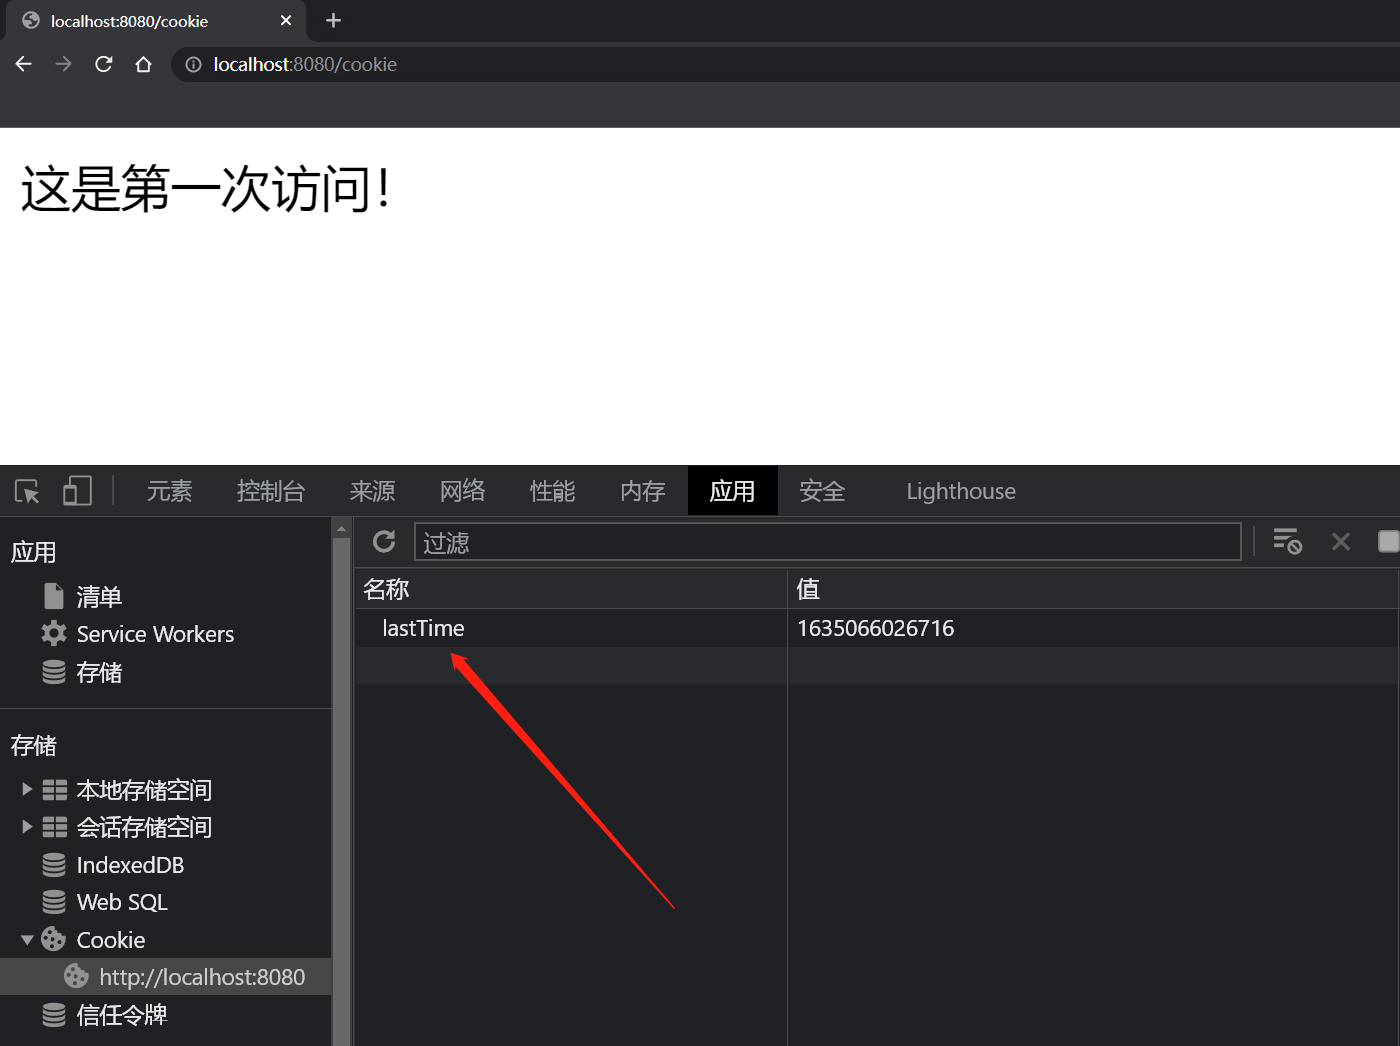 localhost:8080/cookie
localhost:8080/cookie
这是第一次访问！
元素 控制台 来源 网络 性能 内存 应用 安全 Lighthouse
应用
清单
Service Workers
存储
存储
本地存储空间
会话存储空间
IndexedDB
Web SQL
Cookie
http://localhost:8080
信任令牌
过滤
名称 值
lastTime 1635066026716